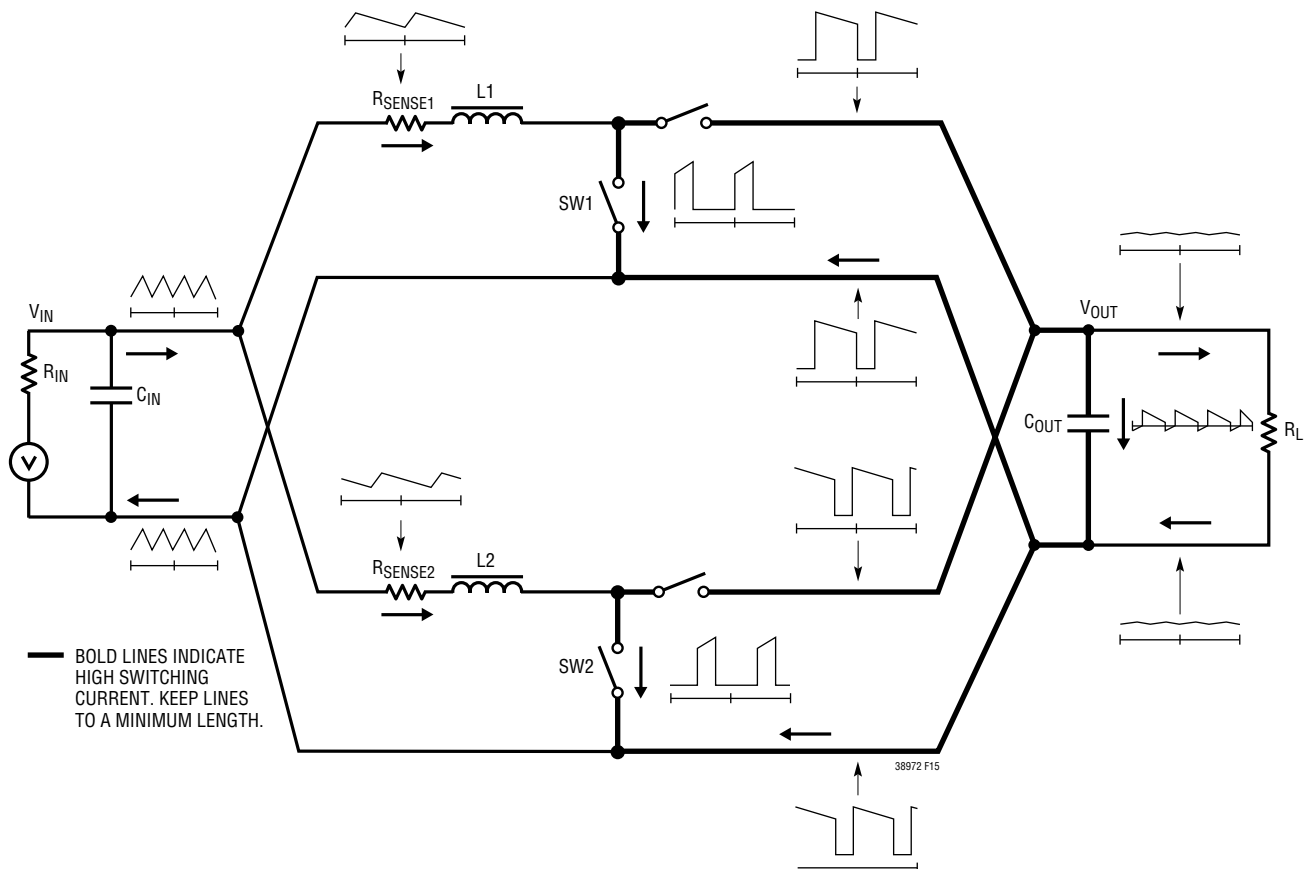 RSENSE1
L1
SW1
VIN
RIN
CIN
V
VOUT
COUT
RL
RSENSE2
L2
SW2
BOLD LINES INDICATE
HIGH SWITCHING
CURRENT. KEEP LINES
TO A MINIMUM LENGTH.
38972 F15